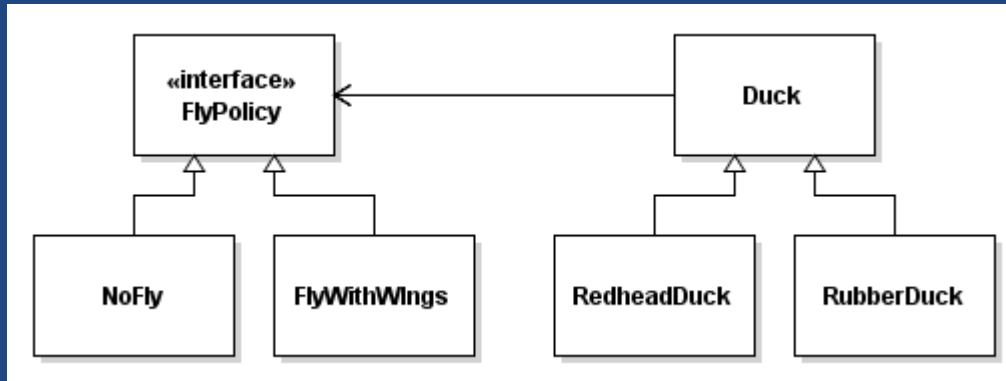 «interface»
FlyPolicy
Duck
NoFly
FlyWithWIngs
RedheadDuck
RubberDuck